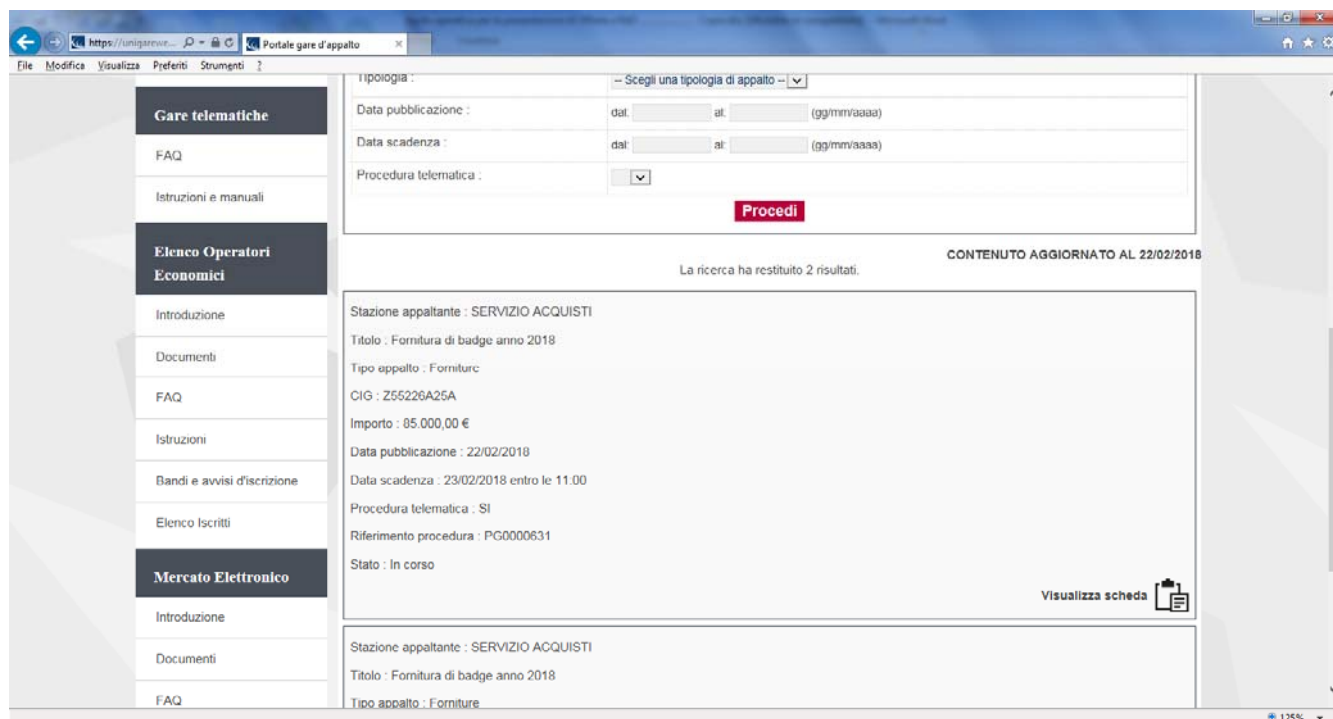 https://unigarewe...
Portale gare d'appalto
File Modifica Visualizza Preferiti Strumenti ?
Tipologia :
-- Scegli una tipologia di appalto --
Gare telematiche
Data pubblicazione :
dal: al: (gg/mm/aaaa)
Data scadenza :
dal: al: (gg/mm/aaaa)
FAQ
Procedura telematica :
Istruzioni e manuali
Procedi
Elenco Operatori
Economici
CONTENUTO AGGIORNATO AL 22/02/2018
La ricerca ha restituito 2 risultati.
Introduzione
Documenti
FAQ
Istruzioni
Bandi e avvisi d'iscrizione
Elenco Iscritti
Mercato Elettronico
Introduzione
Documenti
FAQ
Stazione appaltante : SERVIZIO ACQUISTI
Titolo : Fornitura di badge anno 2018
Tipo appalto : Forniture
CIG : Z55226A25A
Importo : 85.000,00 €
Data pubblicazione : 22/02/2018
Data scadenza : 23/02/2018 entro le 11:00
Procedura telematica : SI
Riferimento procedura : PG0000631
Stato : In corso
Visualizza scheda
Stazione appaltante : SERVIZIO ACQUISTI
Titolo : Fornitura di badge anno 2018
Tipo appalto : Forniture
125%